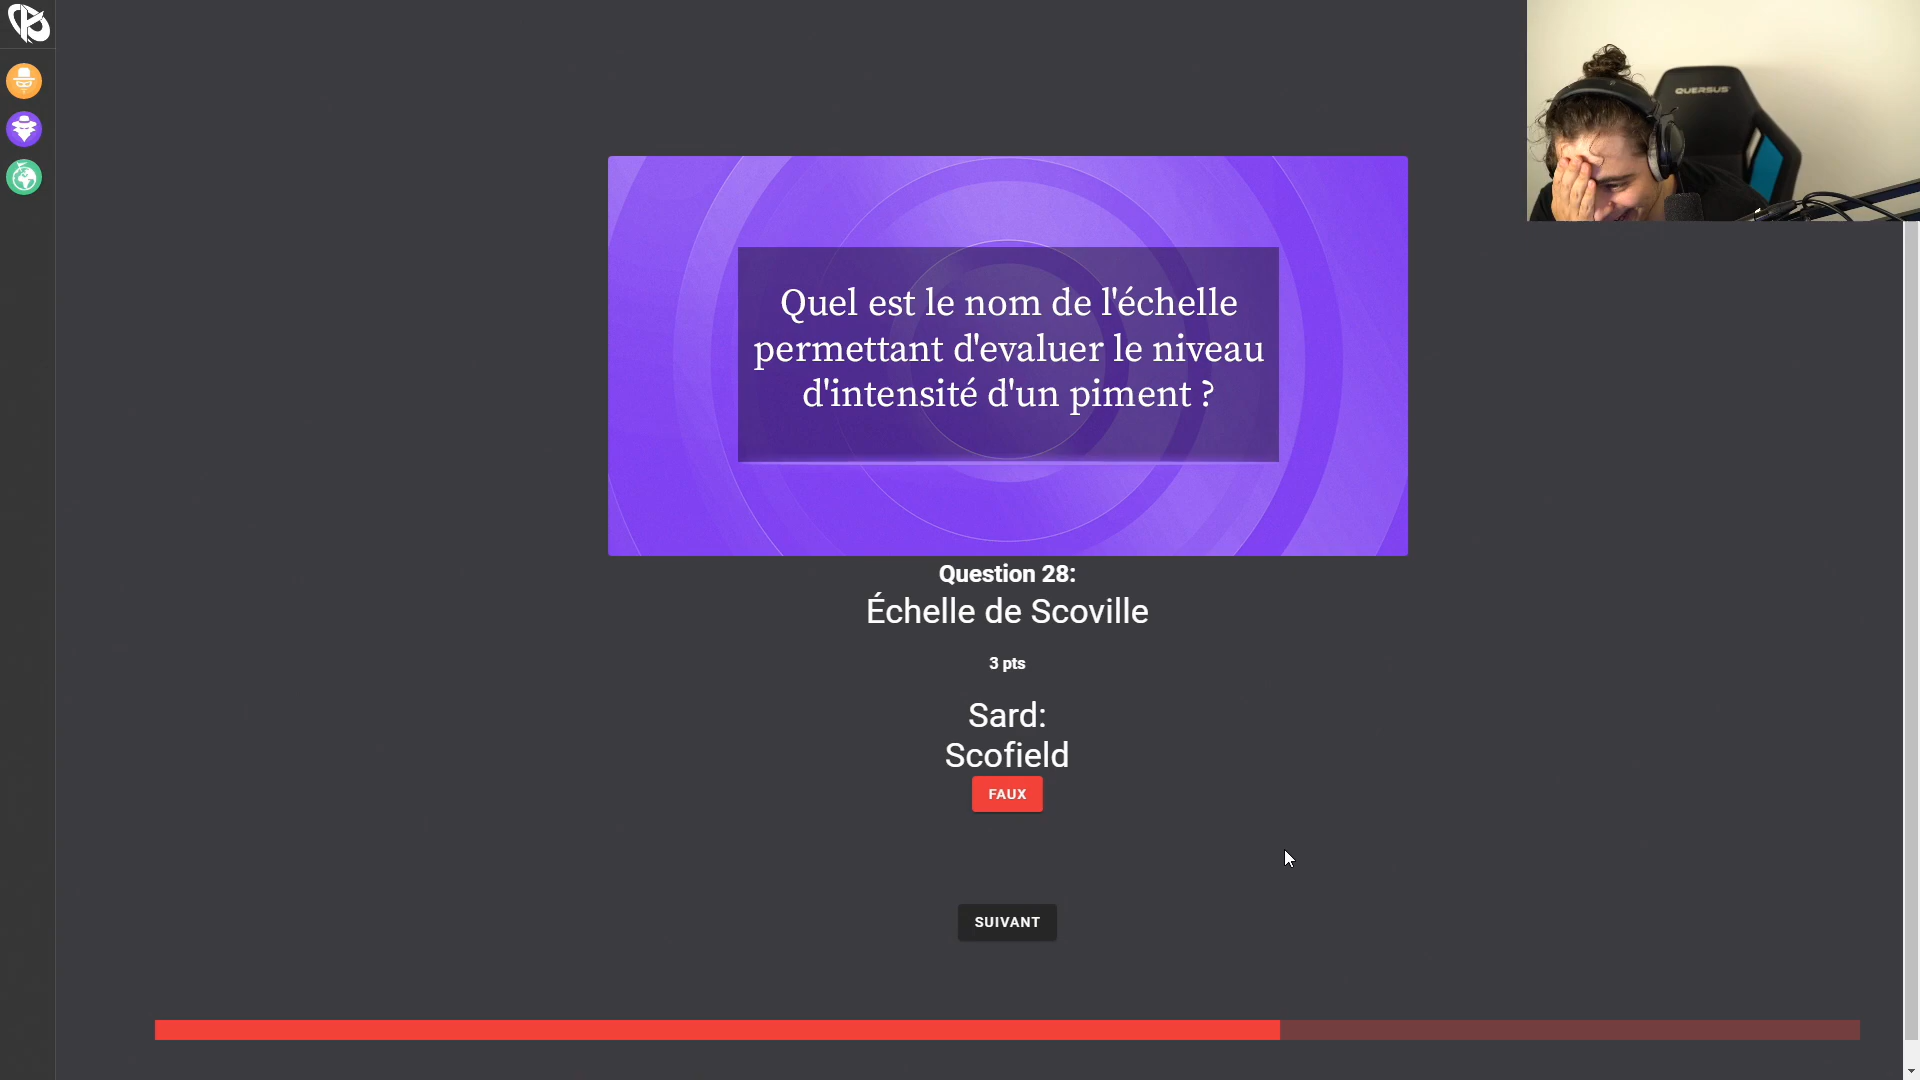 QUERSUS
Quel est le nom de l'échelle
permettant d'evaluer le niveau
d'intensité d'un piment ?
Question 28:
Échelle de Scoville
3 pts
Sard:
Scofield
FAUX
SUIVANT